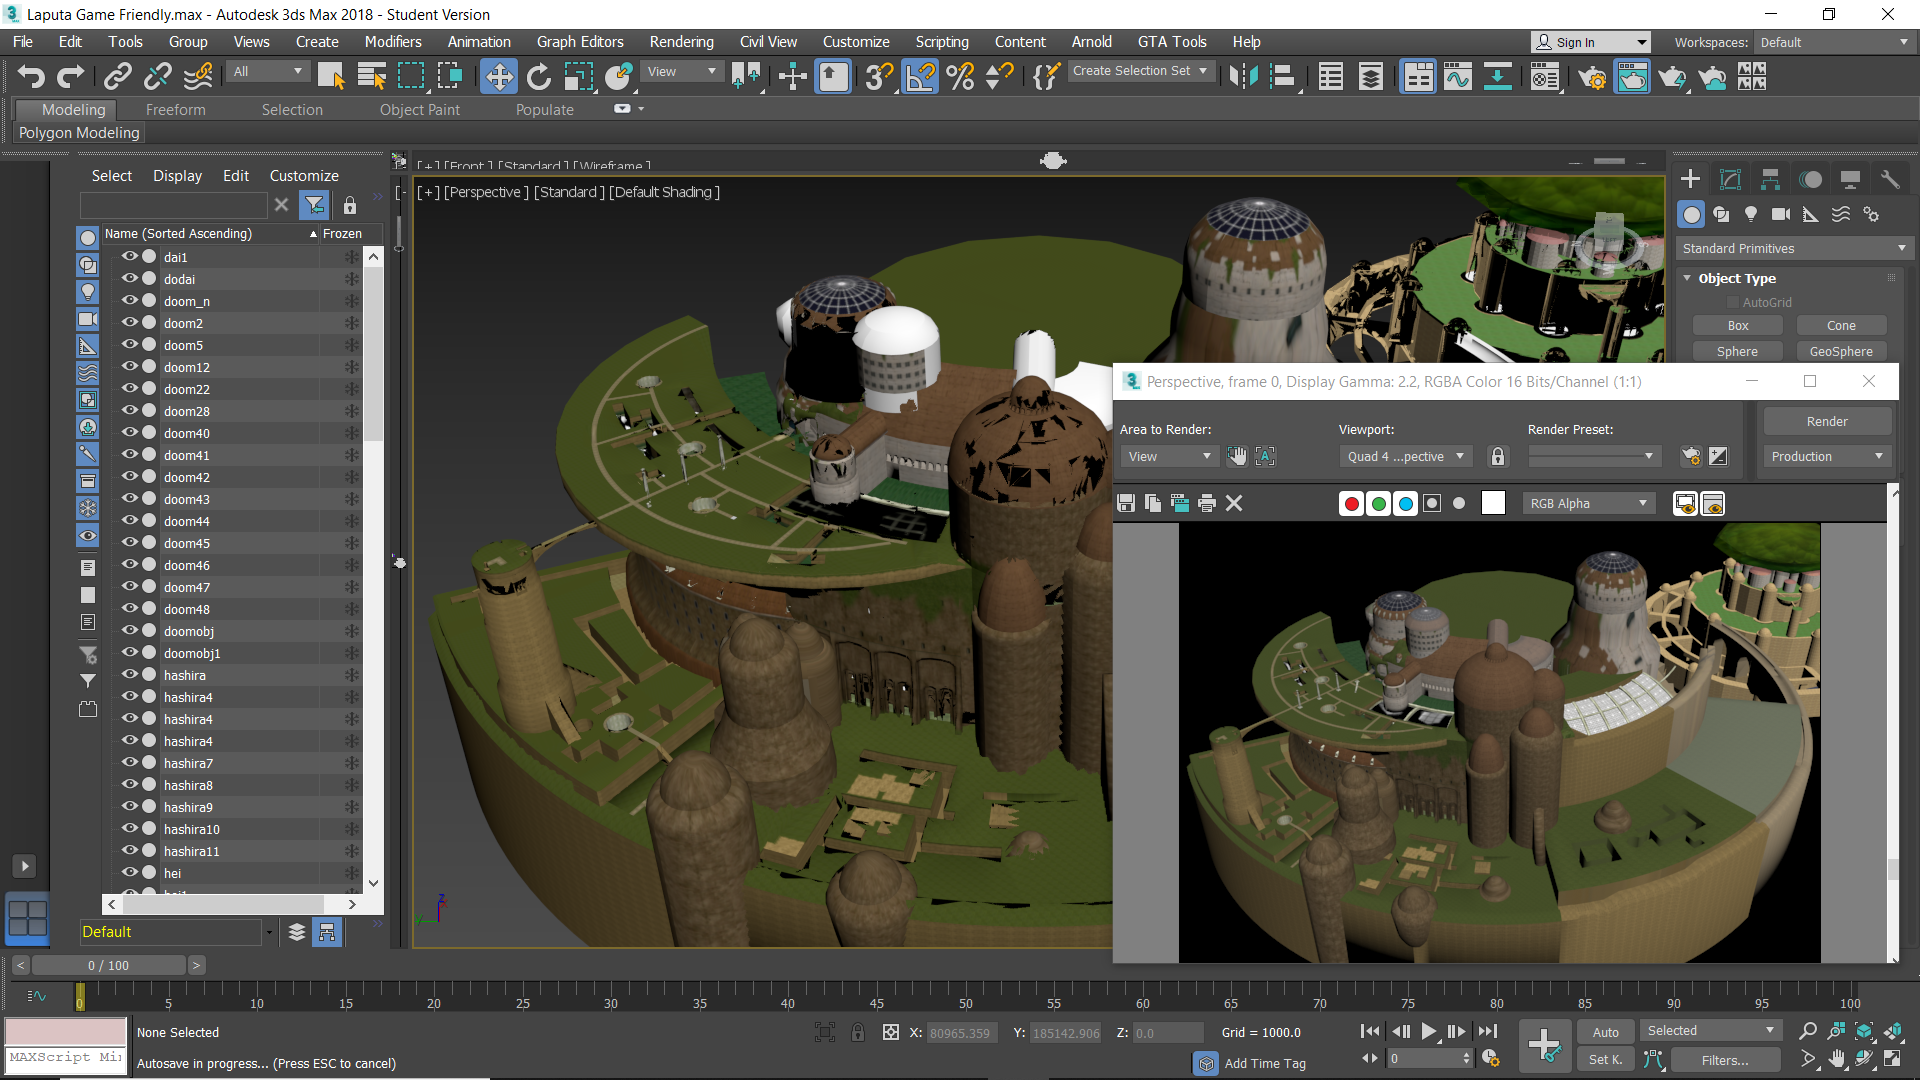 Laputa Game Friendly.max - Autodesk 3ds Max 2018 - Student Version
File Edit Tools Group Views Create Modifiers Animation Graph Editors Rendering Civil View Customize Scripting Content Arnold GTA Tools Help
Sign In
Workspaces: Default
All
View
Create Selection Set
Modeling Freeform Selection Object Paint Populate
Polygon Modeling
Select Display Edit Customize
Name (Sorted Ascending) Frozen
dai1
dodai
doom_n
doom2
doom5
doom12
doom22
doom28
doom40
doom41
doom42
doom43
doom44
doom45
doom46
doom47
doom48
doomobj
doomobj1
hashira
hashira4
hashira4
hashira4
hashira7
hashira8
hashira9
hashira10
hashira11
hei
hei1
Default
[+] [Front ] [Standard ] [Wireframe ]
[+] [Perspective ] [Standard ] [Default Shading ]
Standard Primitives
Object Type
AutoGrid
Box Cone
Sphere GeoSphere
Perspective, frame 0, Display Gamma: 2.2, RGBA Color 16 Bits/Channel (1:1)
Area to Render: Viewport: Render Preset: Render
View Quad 4 ...pective Production
RGB Alpha
z
y
0 / 100
0 5 10 15 20 25 30 35 40 45 50 55 60 65 70 75 80 85 90 95 100
None Selected X: 80965.359 Y: 185142.906 Z: 0.0 Grid = 1000.0
Auto Selected
MAXScript Mi
Autosave in progress... (Press ESC to cancel)
Add Time Tag
0
Set K. Filters...